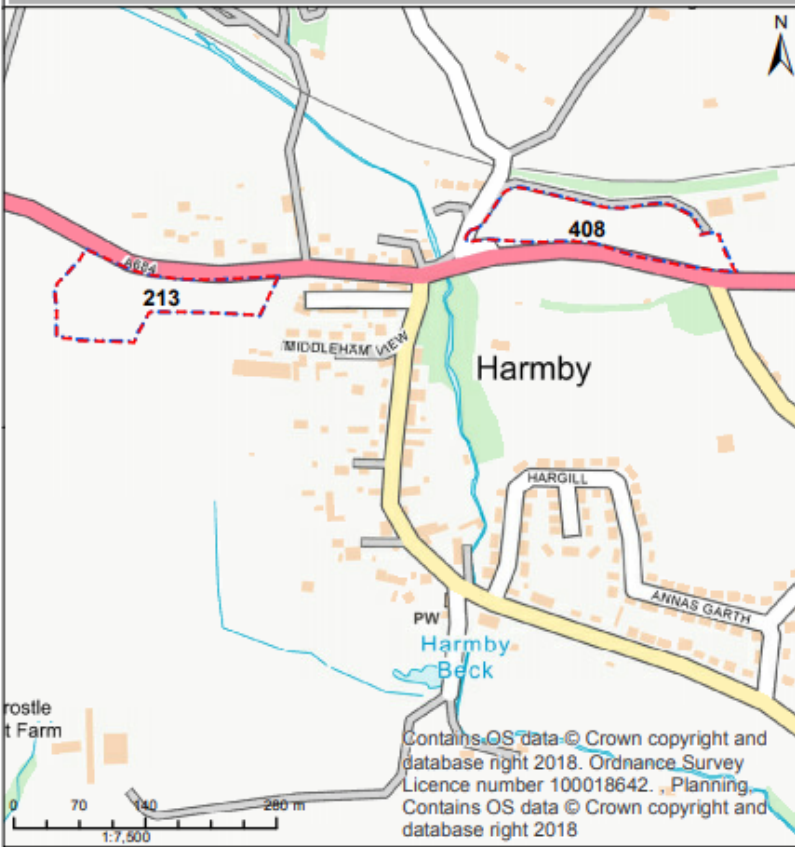 N
408
A684
213
MIDDLEHAM VIEW
Harmby
HARGILL
ANNAS GARTH
PW
Harmby
Beck
rostle
t Farm
Contains OS data © Crown copyright and
database right 2018. Ordnance Survey
Licence number 100018642. , Planning,
Contains OS data © Crown copyright and
database right 2018
0 70 140 280 m
1:7,500